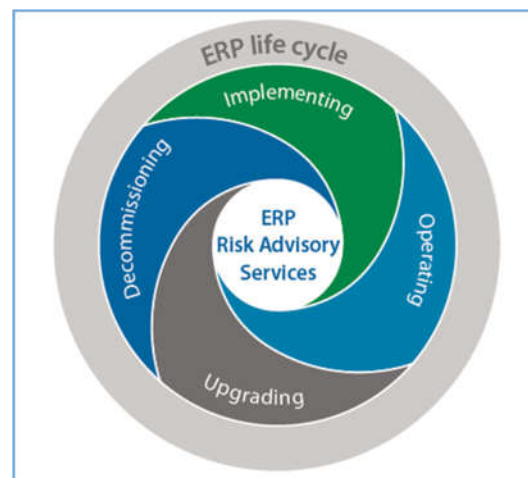 ERP life cycle
Implementing
Operating
Upgrading
Decommissioning
ERP
Risk Advisory
Services